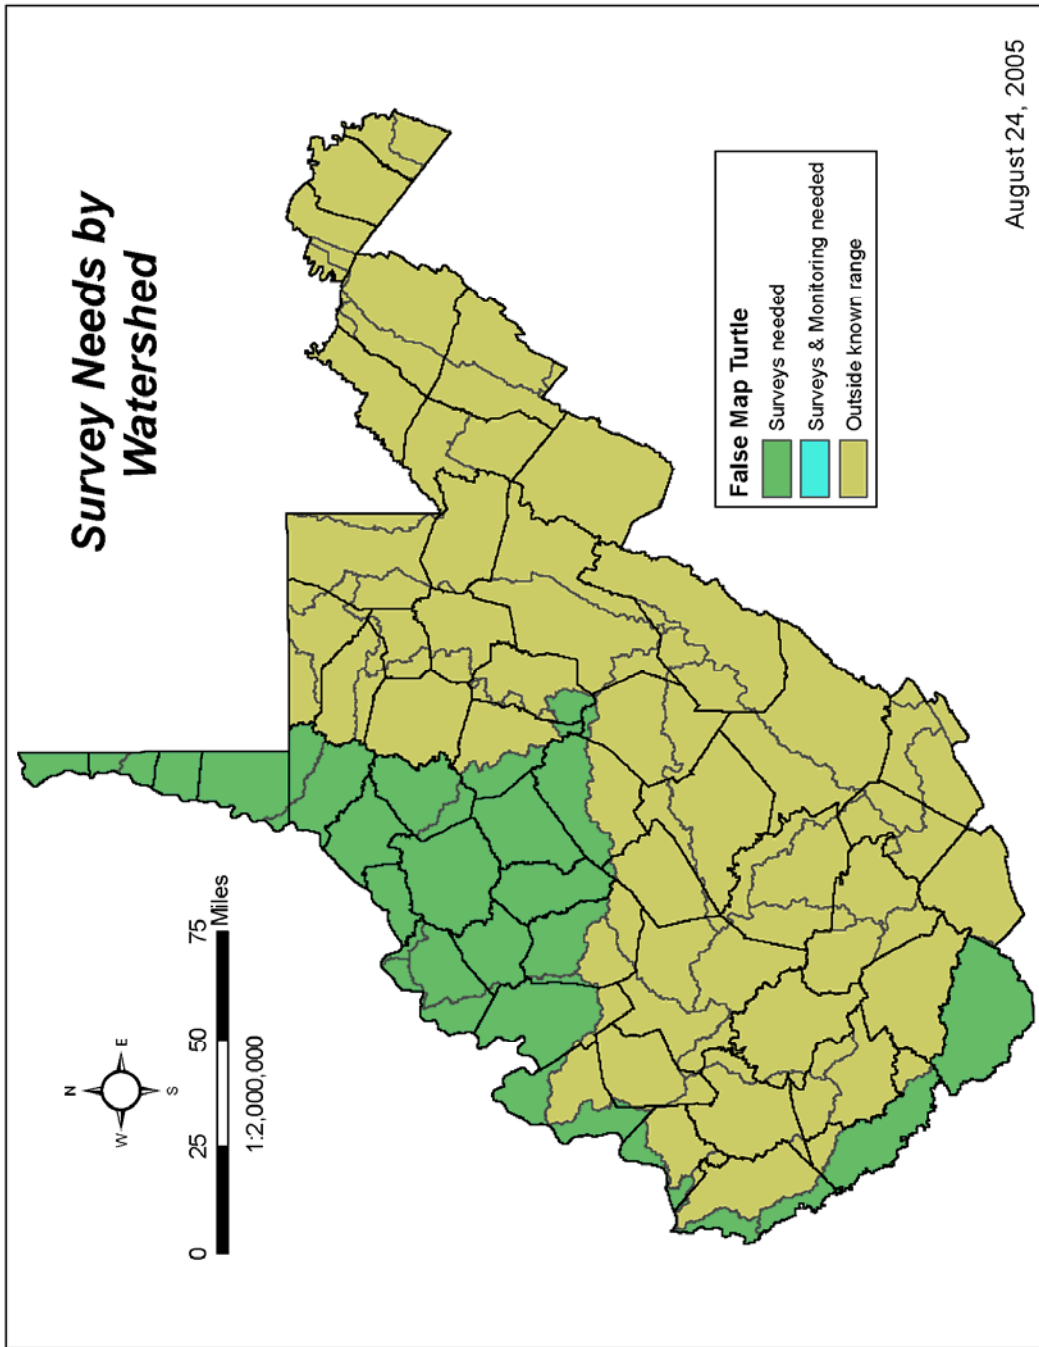 Survey Needs by
Watershed
N
W
E
S
0
25
50
75
Miles
1:2,000,000
False Map Turtle
Surveys needed
Surveys & Monitoring needed
Outside known range
August 24, 2005